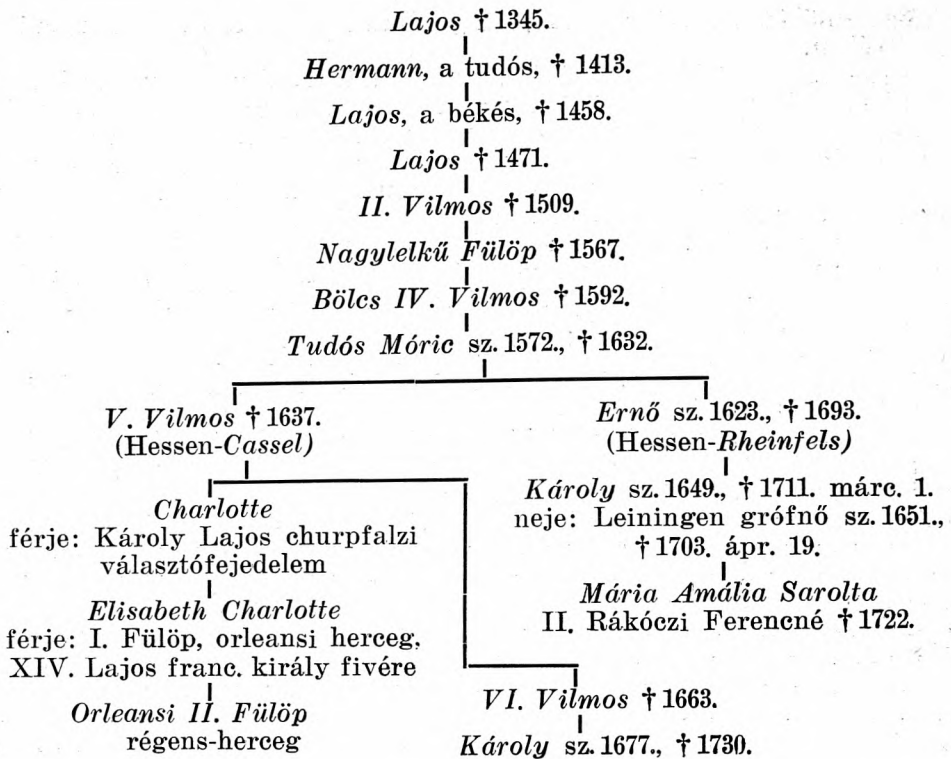 Lajos † 1345.
Hermann, a tudós, † 1413.
Lajos, a békés, † 1458.
Lajos † 1471.
II. Vilmos † 1509.
Nagylelkű Fülöp † 1567.
Bölcs IV. Vilmos † 1592.
Tudós Móric sz. 1572., † 1632.
V. Vilmos † 1637.
(Hessen-Cassel)
Charlotte
férje: Károly Lajos churpfalzi
választófejedelem
Elisabeth Charlotte
férje: I. Fülöp, orleansi herceg,
XIV. Lajos franc. király fivére
Orleansi II. Fülöp
régens-herceg
VI. Vilmos † 1663.
Károly sz. 1677., † 1730.
Ernő sz. 1623., † 1693.
(Hessen-Rheinfels)
Károly sz. 1649., † 1711. márc. 1.
neje: Leiningen grófnő sz. 1651.,
† 1703. ápr. 19.
Mária Amália Sarolta
II. Rákóczi Ferencné † 1722.